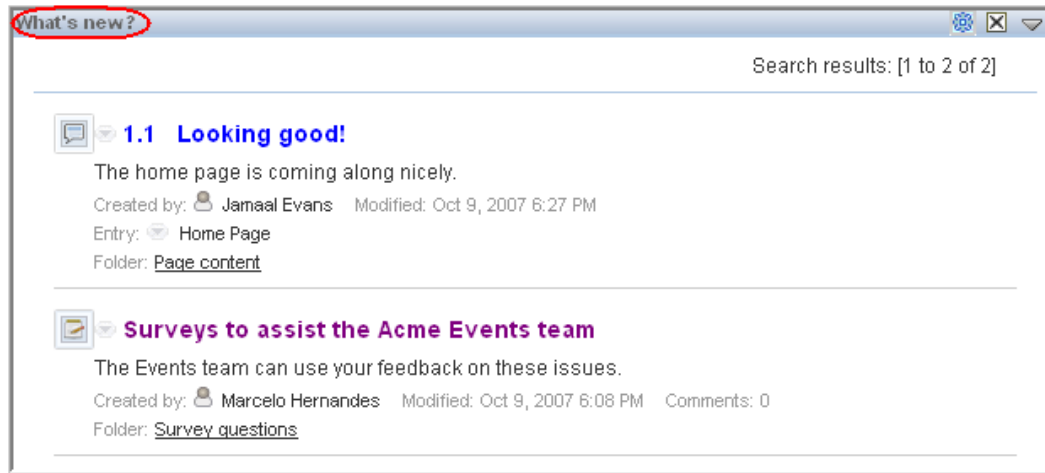 What's new?
Search results: [1 to 2 of 2]
1.1 Looking good!
The home page is coming along nicely.
Created by: Jamaal Evans Modified: Oct 9, 2007 6:27 PM
Entry: Home Page
Folder: Page content
Surveys to assist the Acme Events team
The Events team can use your feedback on these issues.
Created by: Marcelo Hernandes Modified: Oct 9, 2007 6:08 PM Comments: 0
Folder: Survey questions